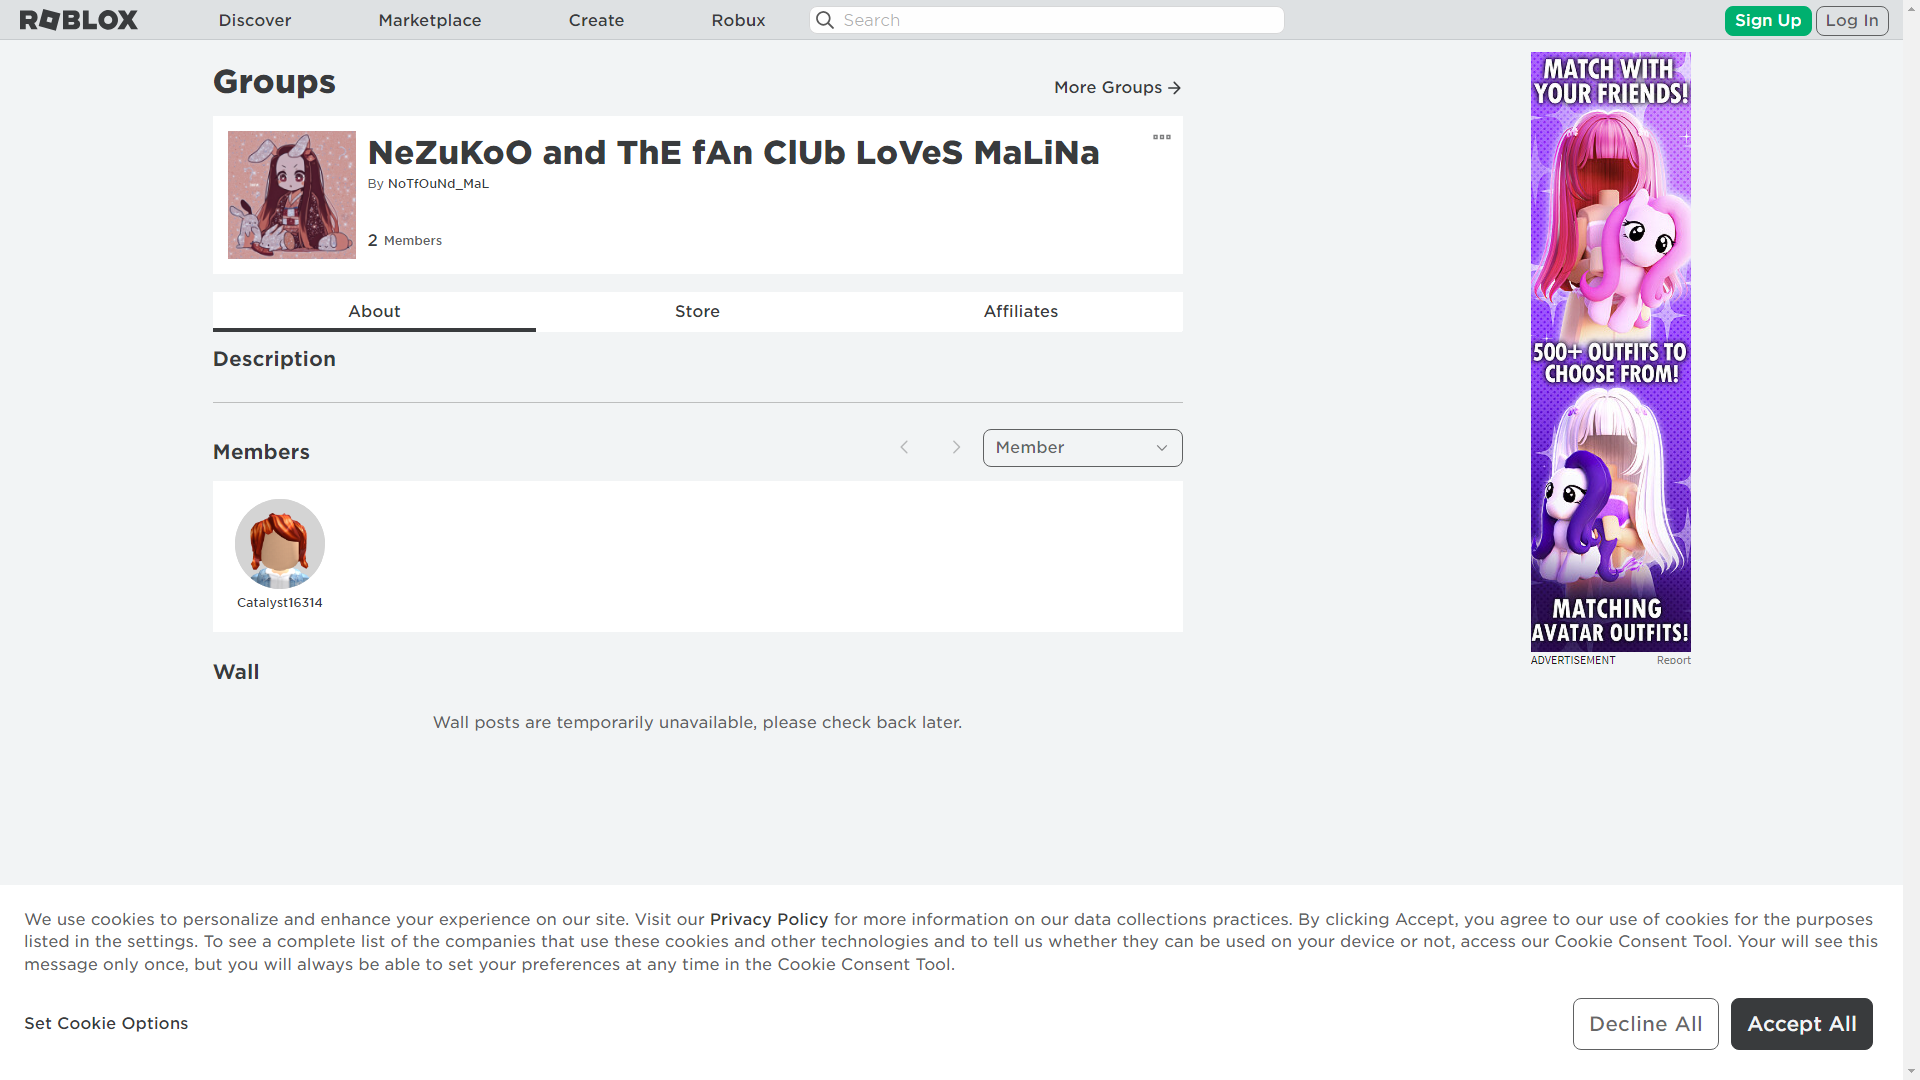 ROBLOX
Discover
Marketplace
Create
Robux
Search
Sign Up
Log In
Groups
More Groups
NeZuKoO and ThE fAn ClUb LoVeS MaLiNa
By NoTfOuNd_MaL
2 Members
About
Store
Affiliates
Description
Members
Member
Catalyst16314
Wall
Wall posts are temporarily unavailable, please check back later.
MATCH WITH
YOUR FRIENDS!
500+ OUTFITS TO
CHOOSE FROM!
MATCHING
AVATAR OUTFITS!
ADVERTISEMENT
Report
We use cookies to personalize and enhance your experience on our site. Visit our Privacy Policy for more information on our data collections practices. By clicking Accept, you agree to our use of cookies for the purposes
listed in the settings. To see a complete list of the companies that use these cookies and other technologies and to tell us whether they can be used on your device or not, access our Cookie Consent Tool. Your will see this
message only once, but you will always be able to set your preferences at any time in the Cookie Consent Tool.
Set Cookie Options
Decline All
Accept All